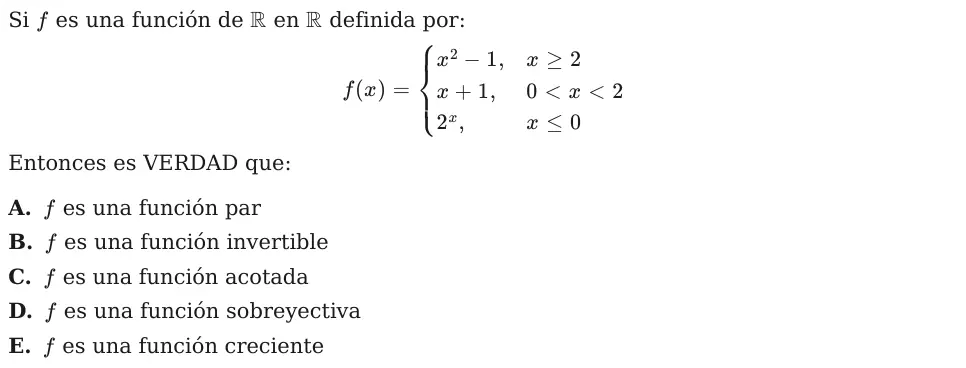 Si f es una función de ℝ en ℝ definida por:
f(x) = { x² − 1, x ≥ 2
x + 1, 0 < x < 2
2ˣ, x ≤ 0
Entonces es VERDAD que:
A. f es una función par
B. f es una función invertible
C. f es una función acotada
D. f es una función sobreyectiva
E. f es una función creciente